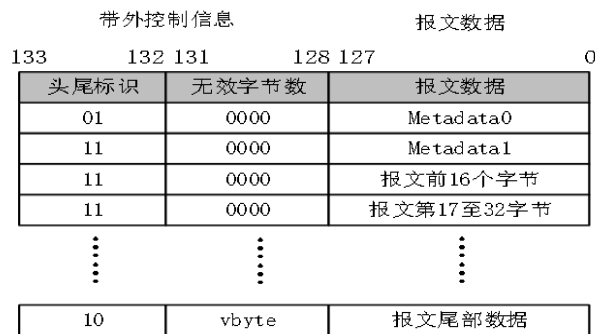 带外控制信息 报文数据
133 132 131 128 127 0
头尾标识 无效字节数 报文数据
01 0000 Metadata0
11 0000 Metadata1
11 0000 报文前16个字节
11 0000 报文第17至32字节
10 vbyte 报文尾部数据